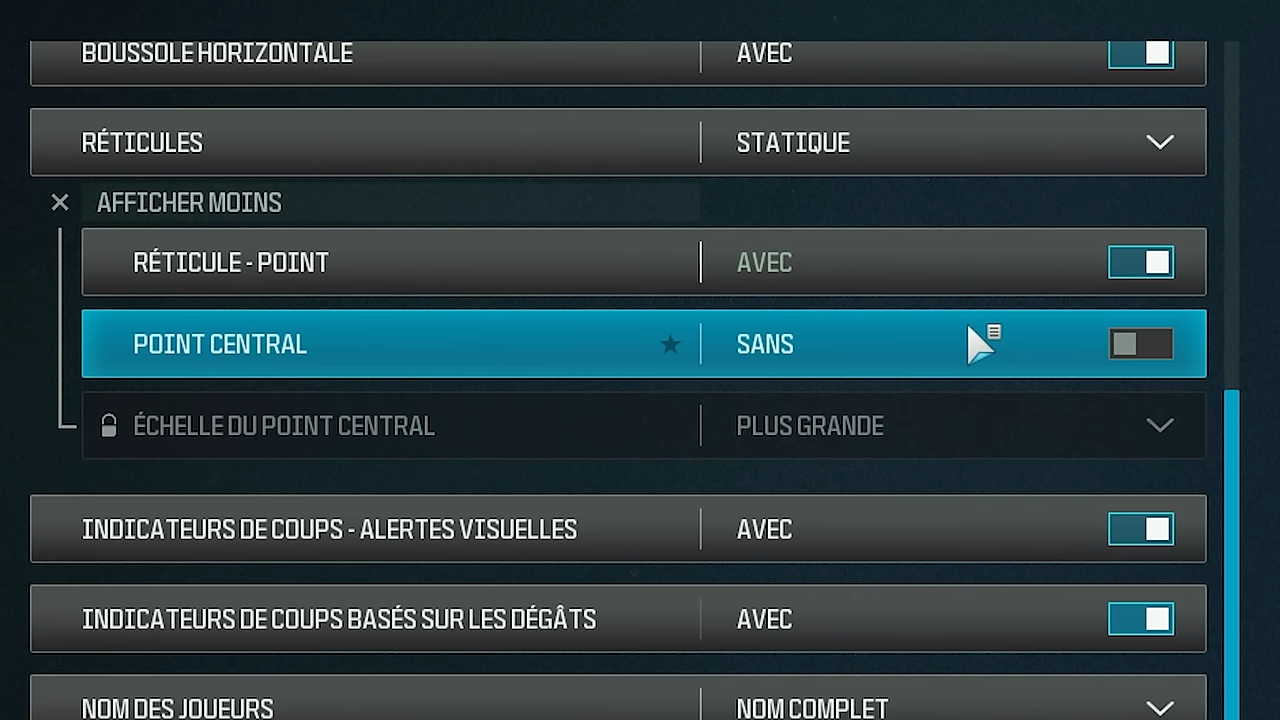 BOUSSOLE HORIZONTALE AVEC
RÉTICULES STATIQUE
AFFICHER MOINS
RÉTICULE - POINT AVEC
POINT CENTRAL SANS
ÉCHELLE DU POINT CENTRAL PLUS GRANDE
INDICATEURS DE COUPS - ALERTES VISUELLES AVEC
INDICATEURS DE COUPS BASÉS SUR LES DÉGÂTS AVEC
NOM DES JOUEURS NOM COMPLET